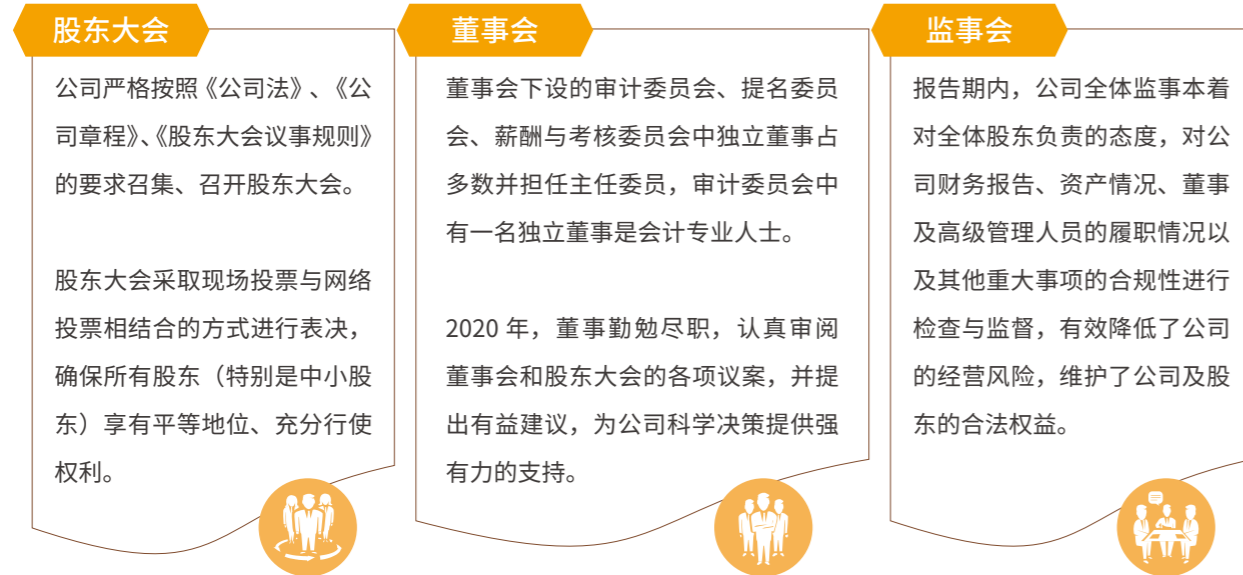 股东大会
公司严格按照《公司法》、《公
司章程》、《股东大会议事规则》
的要求召集、召开股东大会。
股东大会采取现场投票与网络
投票相结合的方式进行表决，
确保所有股东（特别是中小股
东）享有平等地位、充分行使
权利。
董事会
董事会下设的审计委员会、提名委员
会、薪酬与考核委员会中独立董事占
多数并担任主任委员，审计委员会中
有一名独立董事是会计专业人士。
2020 年，董事勤勉尽职，认真审阅
董事会和股东大会的各项议案，并提
出有益建议，为公司科学决策提供强
有力的支持。
监事会
报告期内，公司全体监事本着
对全体股东负责的态度，对公
司财务报告、资产情况、董事
及高级管理人员的履职情况以
及其他重大事项的合规性进行
检查与监督，有效降低了公司
的经营风险，维护了公司及股
东的合法权益。